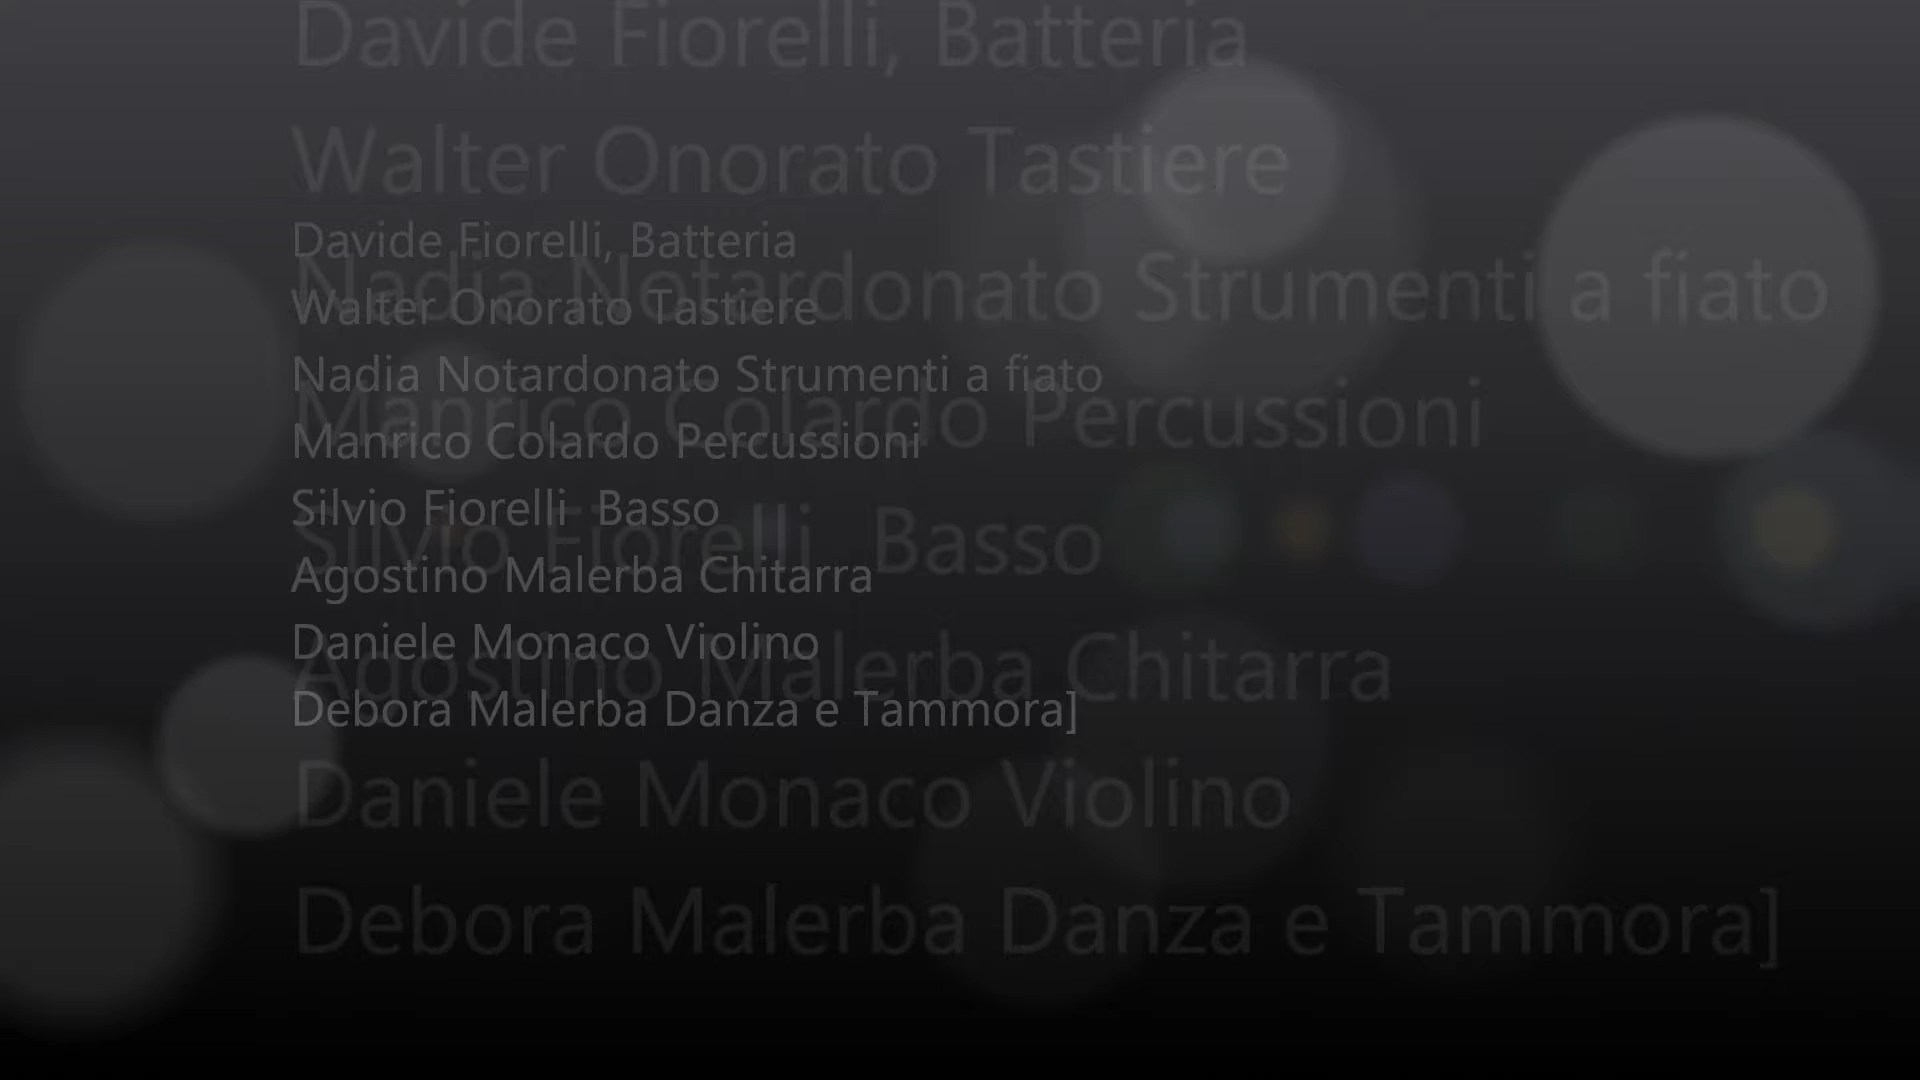 Davide Fiorelli, Batteria
Walter Onorato Tastiere
Davide Fiorelli, Batteria
Walter Onorato Tastiere
Nadia Notardonato Strumenti a fiato
Nadia Notardonato Strumenti a fiato
Manrico Colardo Percussioni
Manrico Colardo Percussioni
Silvio Fiorelli  Basso
Silvio Fiorelli  Basso
Agostino Malerba Chitarra
Daniele Monaco Violino
Agostino Malerba Chitarra
Debora Malerba Danza e Tammora]
Daniele Monaco Violino
Debora Malerba Danza e Tammora]